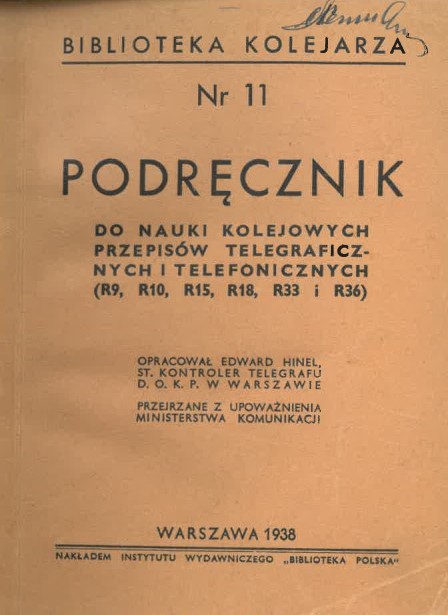 BIBLIOTEKA KOLEJARZA
Nr 11
PODRĘCZNIK
DO NAUKI KOLEJOWYCH
PRZEPISÓW TELEGRAFICZ-
NYCH I TELEFONICZNYCH
(R9, R10, R15, R18, R33 i R36)
OPRACOWAŁ EDWARD HINEL,
ST. KONTROLER TELEGRAFU
D. O. K. P. W WARSZAWIE
PRZEJRZANE Z UPOWAŻNIENIA
MINISTERSTWA KOMUNIKACJI
WARSZAWA 1938
NAKŁADEM INSTYTUTU WYDAWNICZEGO „BIBLIOTEKA POLSKA"